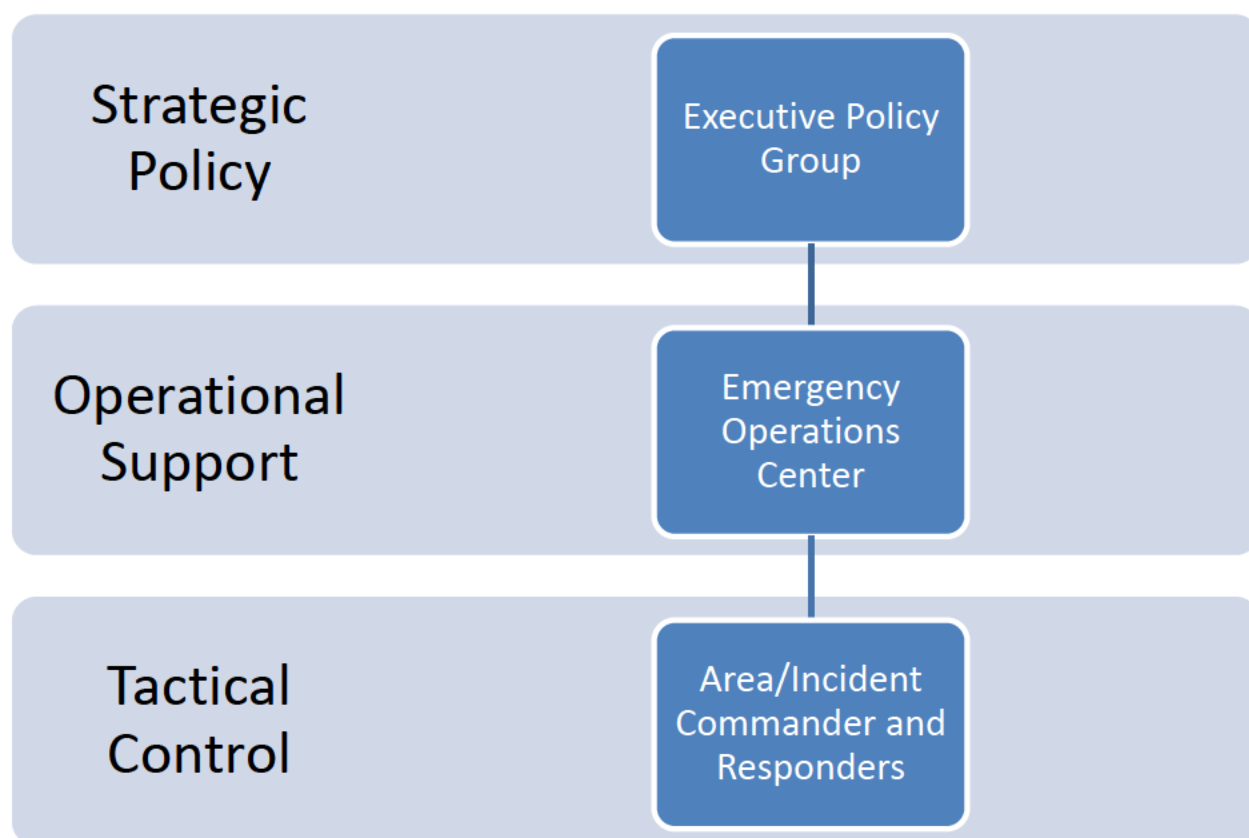 Strategic
Policy
Executive Policy
Group
Operational
Support
Emergency
Operations
Center
Tactical
Control
Area/Incident
Commander and
Responders